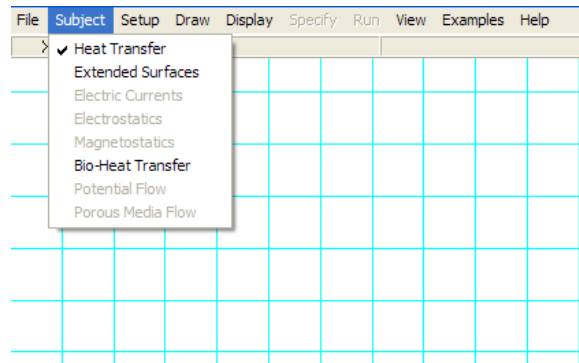 File Subject Setup Draw Display Specify Run View Examples Help
Heat Transfer
Extended Surfaces
Electric Currents
Electrostatics
Magnetostatics
Bio-Heat Transfer
Potential Flow
Porous Media Flow